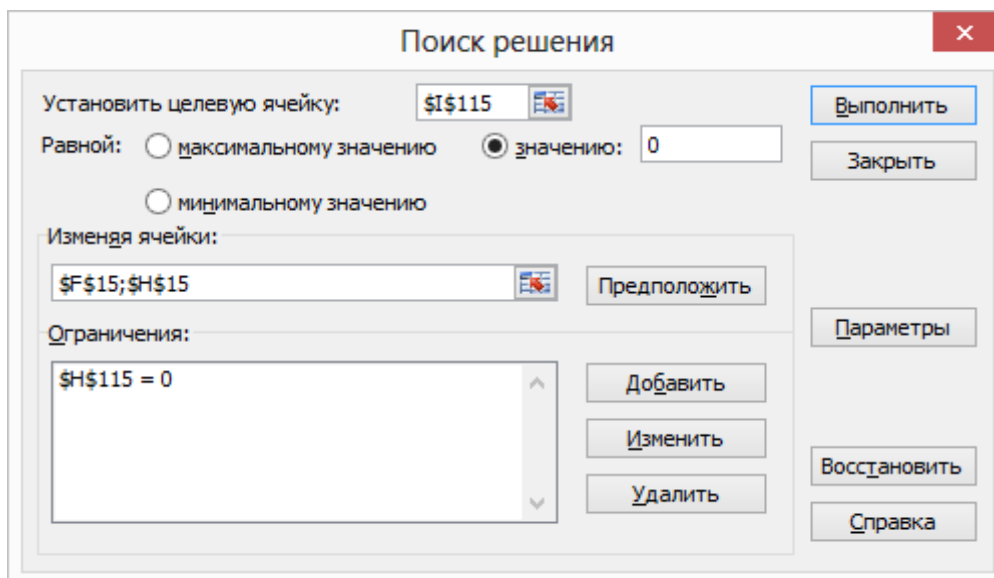 Поиск решения
Установить целевую ячейку: $I$115 Выполнить
Равной: максимальному значению значению: 0 Закрыть
минимальному значению
Изменяя ячейки:
$F$15;$H$15 Предположить
Ограничения: Параметры
$H$115 = 0 Добавить
Изменить
Восстановить
Удалить
Справка